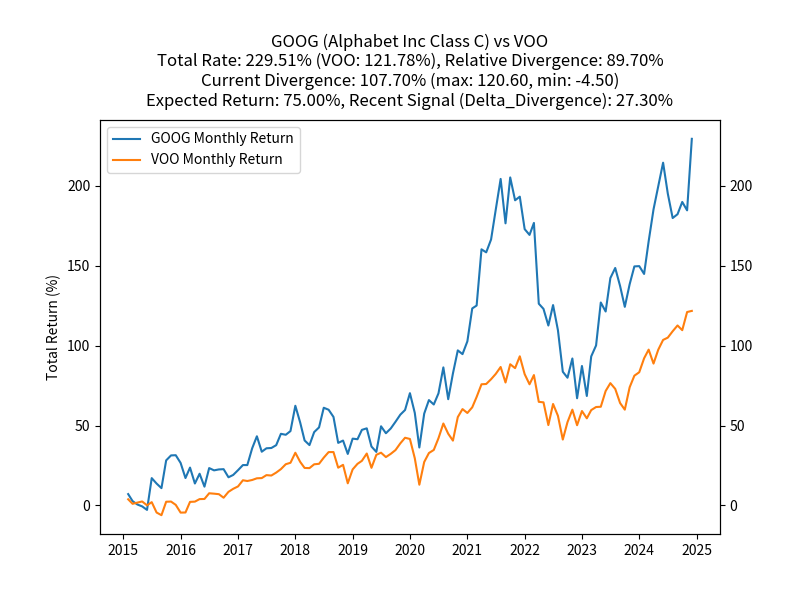 GOOG (Alphabet Inc Class C) vs VOO
Total Rate: 229.51% (VOO: 121.78%), Relative Divergence: 89.70%
Current Divergence: 107.70% (max: 120.60, min: -4.50)
Expected Return: 75.00%, Recent Signal (Delta_Divergence): 27.30%
GOOG Monthly Return
VOO Monthly Return
Total Return (%)
200
150
100
50
0
200
150
100
50
0
2015 2016 2017 2018 2019 2020 2021 2022 2023 2024 2025